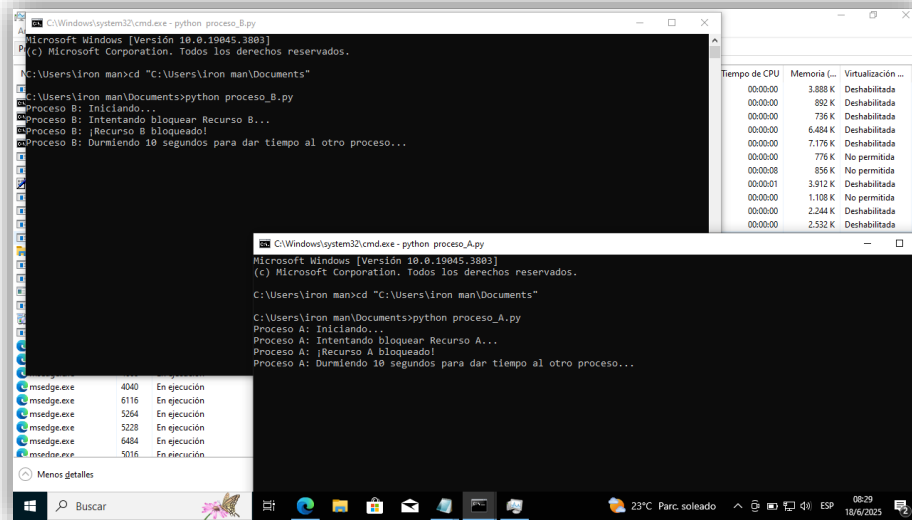 C:\Windows\system32\cmd.exe - python proceso_B.py
Microsoft Windows [Versión 10.0.19045.3803]
(c) Microsoft Corporation. Todos los derechos reservados.
C:\Users\iron man>cd "C:\Users\iron man\Documents"
C:\Users\iron man\Documents>python proceso_B.py
Proceso B: Iniciando...
Proceso B: Intentando bloquear Recurso B...
Proceso B: ¡Recurso B bloqueado!
Proceso B: Durmiendo 10 segundos para dar tiempo al otro proceso...
Tiempo de CPU Memoria (... Virtualización ...
00:00:00 3.888 K Deshabilitada
00:00:00 892 K Deshabilitada
00:00:00 736 K Deshabilitada
00:00:00 6.484 K Deshabilitada
00:00:00 7.176 K Deshabilitada
00:00:00 776 K No permitida
00:00:08 856 K No permitida
00:00:01 3.912 K Deshabilitada
00:00:00 1.108 K No permitida
00:00:00 2.244 K Deshabilitada
00:00:00 2.532 K Deshabilitada
C:\Windows\system32\cmd.exe - python proceso_A.py
Microsoft Windows [Versión 10.0.19045.3803]
(c) Microsoft Corporation. Todos los derechos reservados.
C:\Users\iron man>cd "C:\Users\iron man\Documents"
C:\Users\iron man\Documents>python proceso_A.py
Proceso A: Iniciando...
Proceso A: Intentando bloquear Recurso A...
Proceso A: ¡Recurso A bloqueado!
Proceso A: Durmiendo 10 segundos para dar tiempo al otro proceso...
msedge.exe 4040 En ejecución
msedge.exe 6116 En ejecución
msedge.exe 5264 En ejecución
msedge.exe 5228 En ejecución
msedge.exe 6484 En ejecución
msedge.exe 5016 En ejecución
Menos detalles
Buscar
23°C Parc. soleado
ESP
08:29
18/6/2025
2